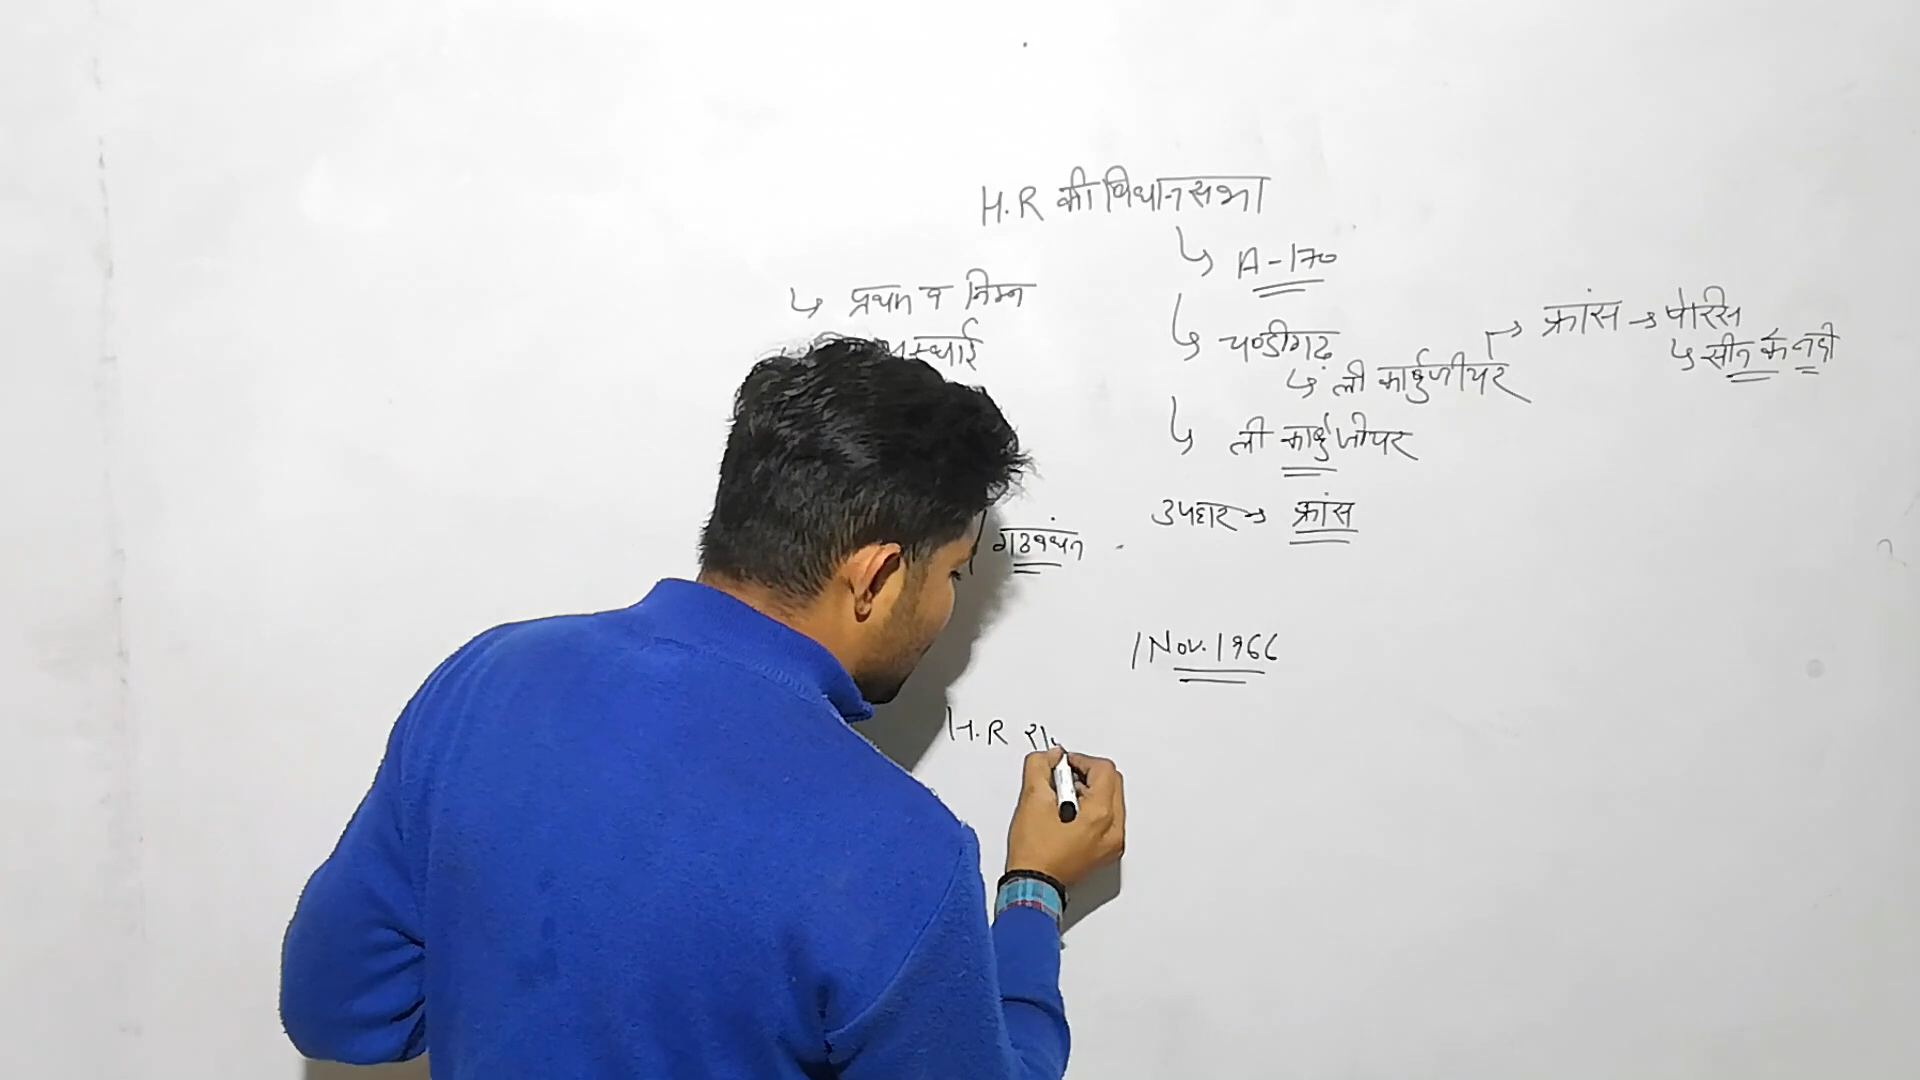 H.R की विधानसभा
A-170
प्रथम व निम्न
चण्डीगढ़
ली कार्बुजीयर
फ्रांस → पेरिस
सीन के नदी
ली कार्बुजीयर
उपहार → फ्रांस
गठबंधन
1 Nov. 1966
H.R